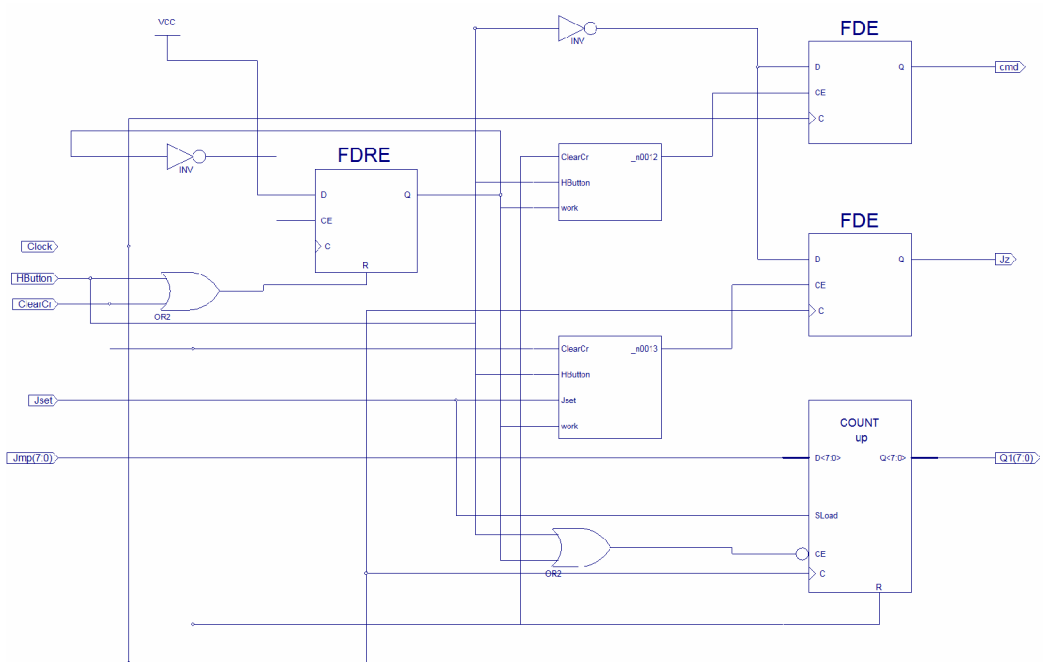 VCC
INV
FDE
D
Q
cmd
CE
C
INV
FDRE
D
Q
CE
C
R
ClearCr
_n0012
HButton
work
FDE
D
Q
Jz
CE
C
Clock
HButton
ClearCr
OR2
ClearCr
_n0013
HButton
Jset
work
Jset
Jmp(7:0)
COUNT
up
D<7:0>
Q<7:0>
Q1(7:0)
SLoad
CE
C
R
OR2